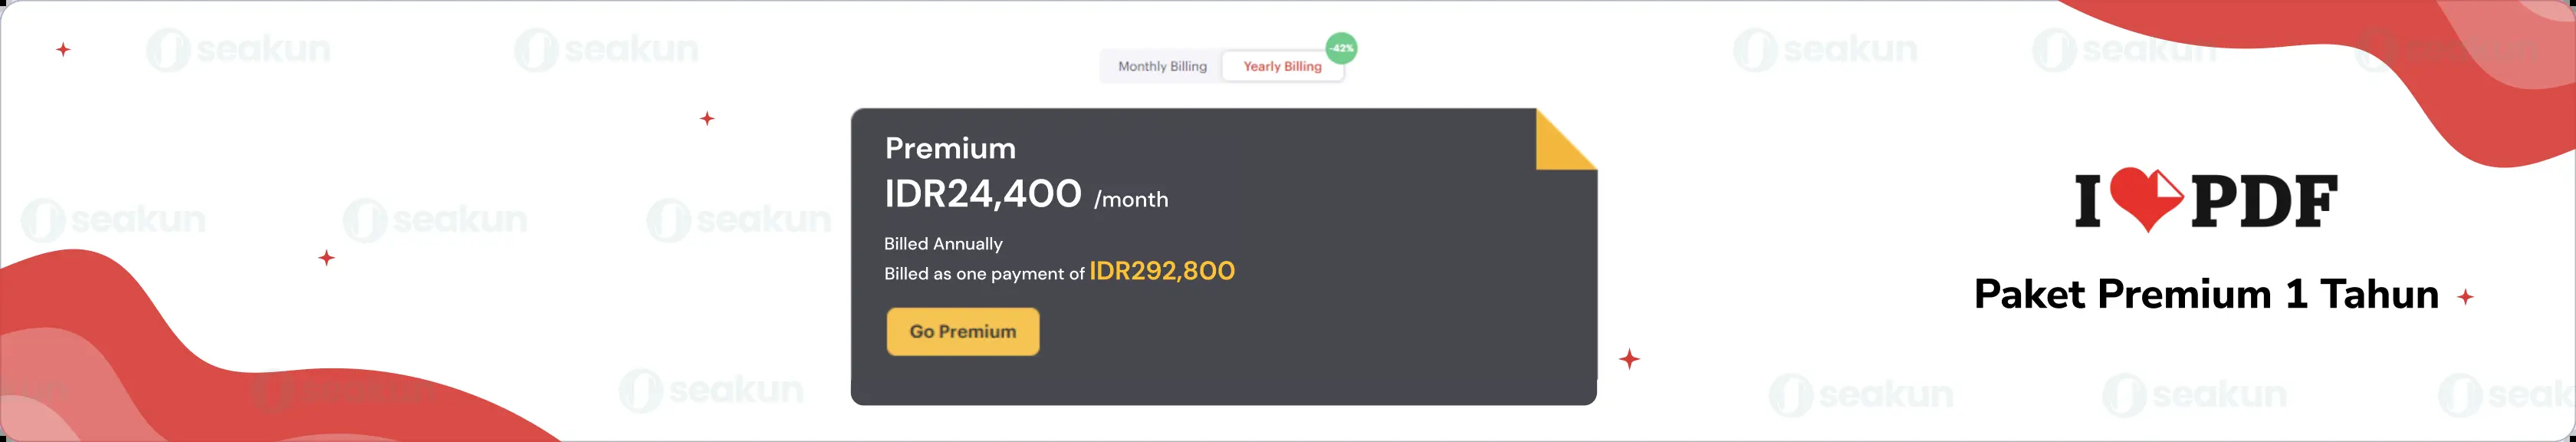 seakun
seakun
seakun
seakun
seakun
Monthly Billing
Yearly Billing
-42%
seakun
seakun
seakun
Premium
IDR24,400 /month
Billed Annually
Billed as one payment of IDR292,800
Go Premium
I PDF
Paket Premium 1 Tahun
seakun
seakun
seakun
seakun